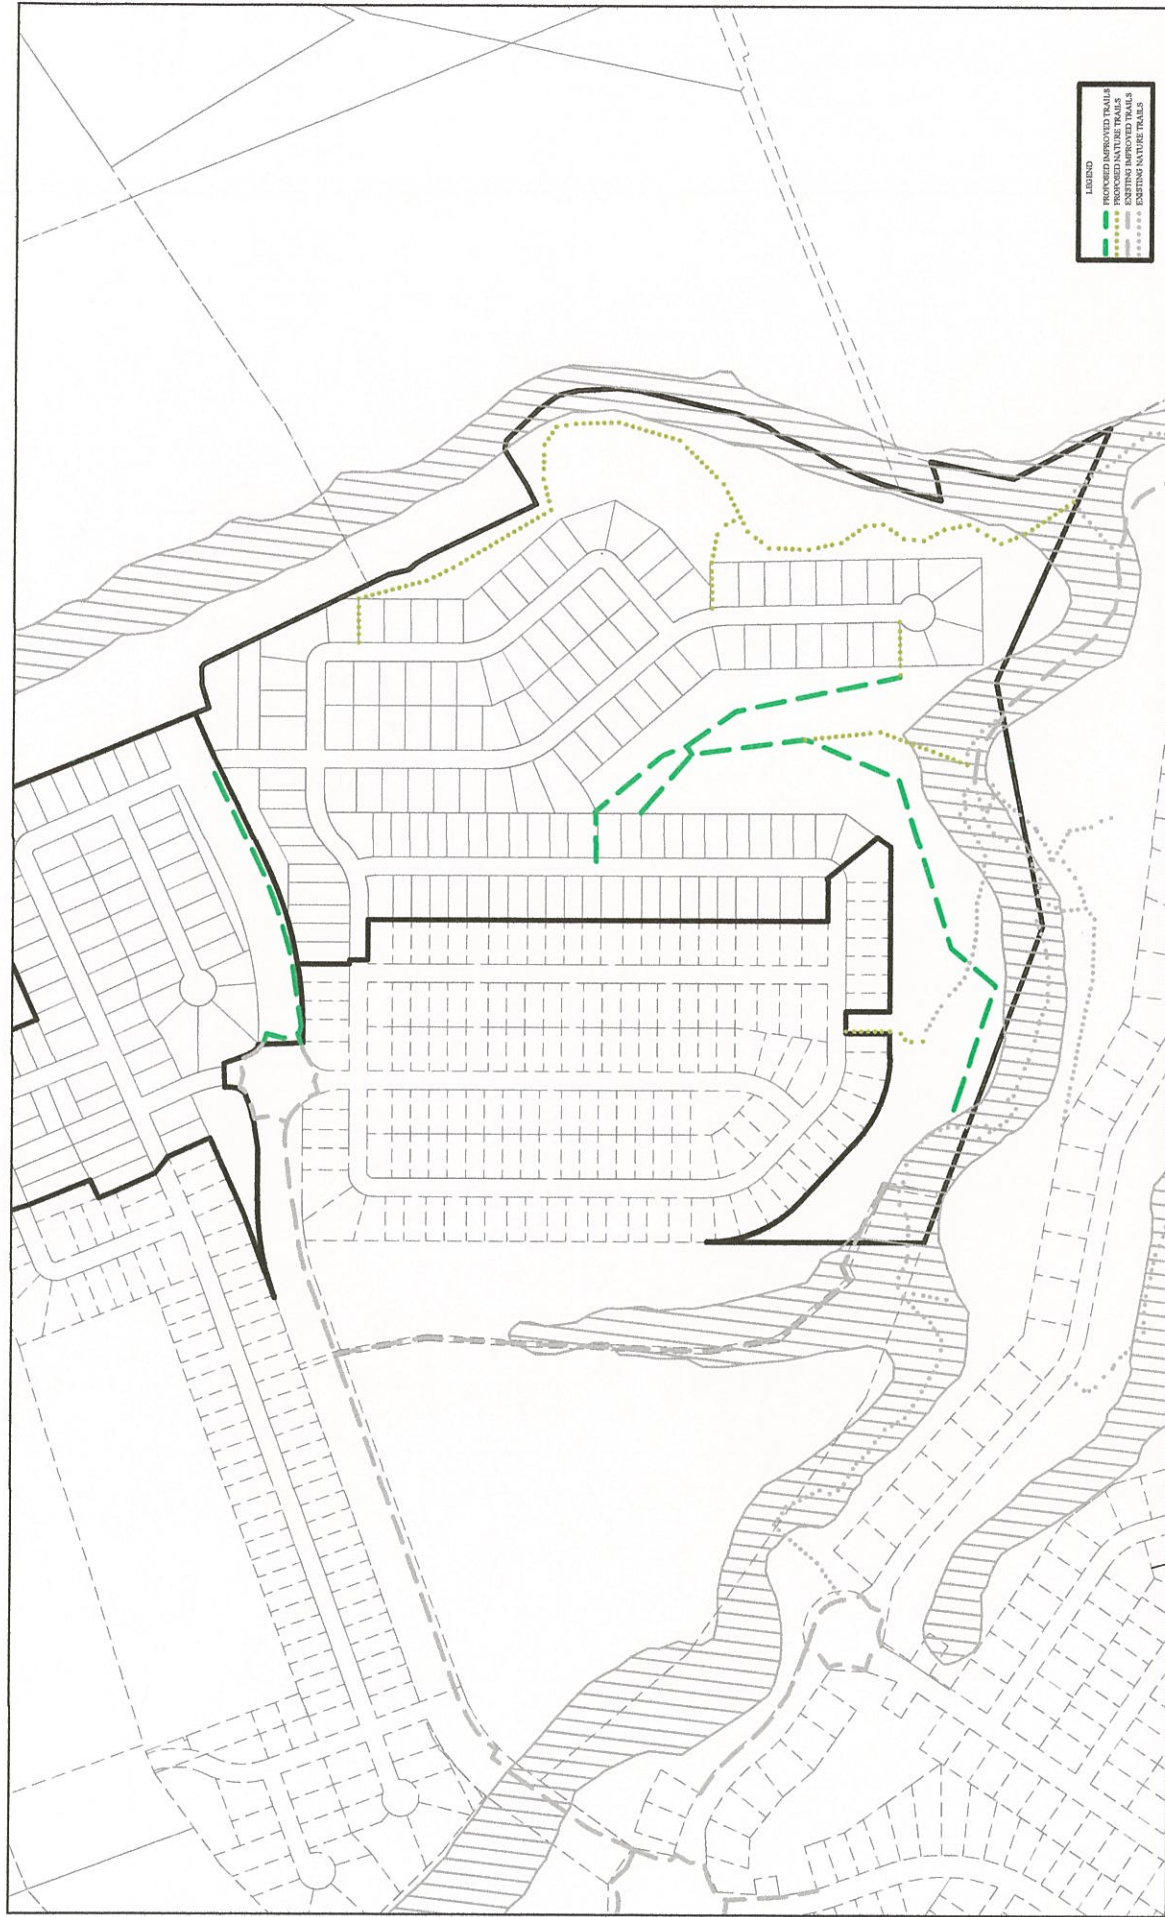 LEGEND
PROPOSED IMPROVED TRAILS
PROPOSED NATURE TRAILS
EXISTING IMPROVED TRAILS
EXISTING NATURE TRAILS